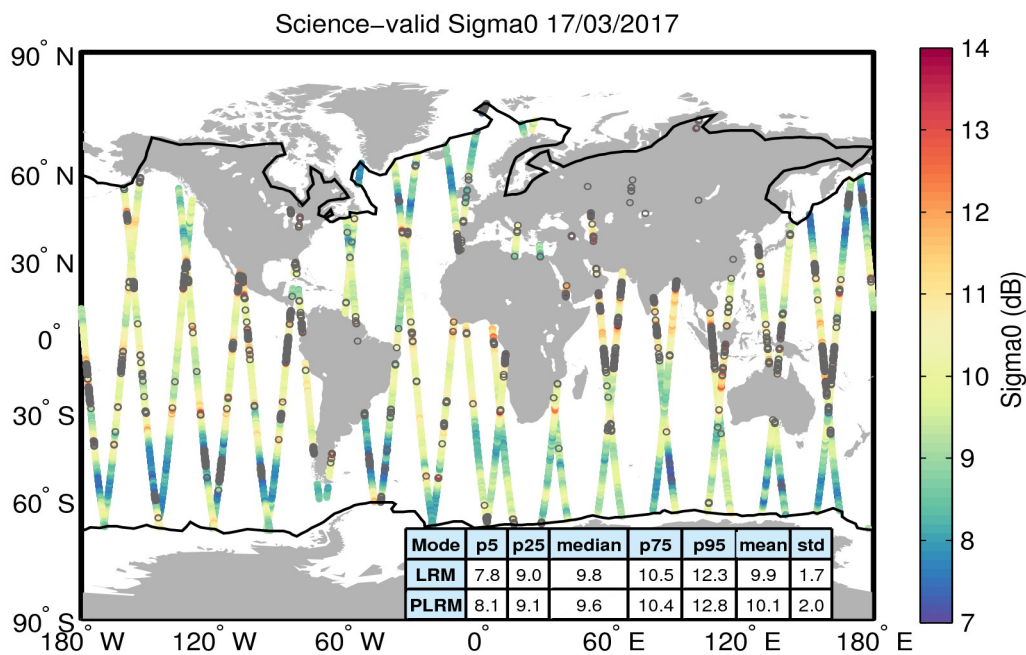 Science−valid Sigma0 17/03/2017
90° N
60° N
30° N
0°
30° S
60° S
90° S
180° W
120° W
60° W
0°
60° E
120° E
180° E
14
13
12
11
10
9
8
7
Sigma0 (dB)
Mode p5 p25 median p75 p95 mean std
LRM 7.8 9.0 9.8 10.5 12.3 9.9 1.7
PLRM 8.1 9.1 9.6 10.4 12.8 10.1 2.0